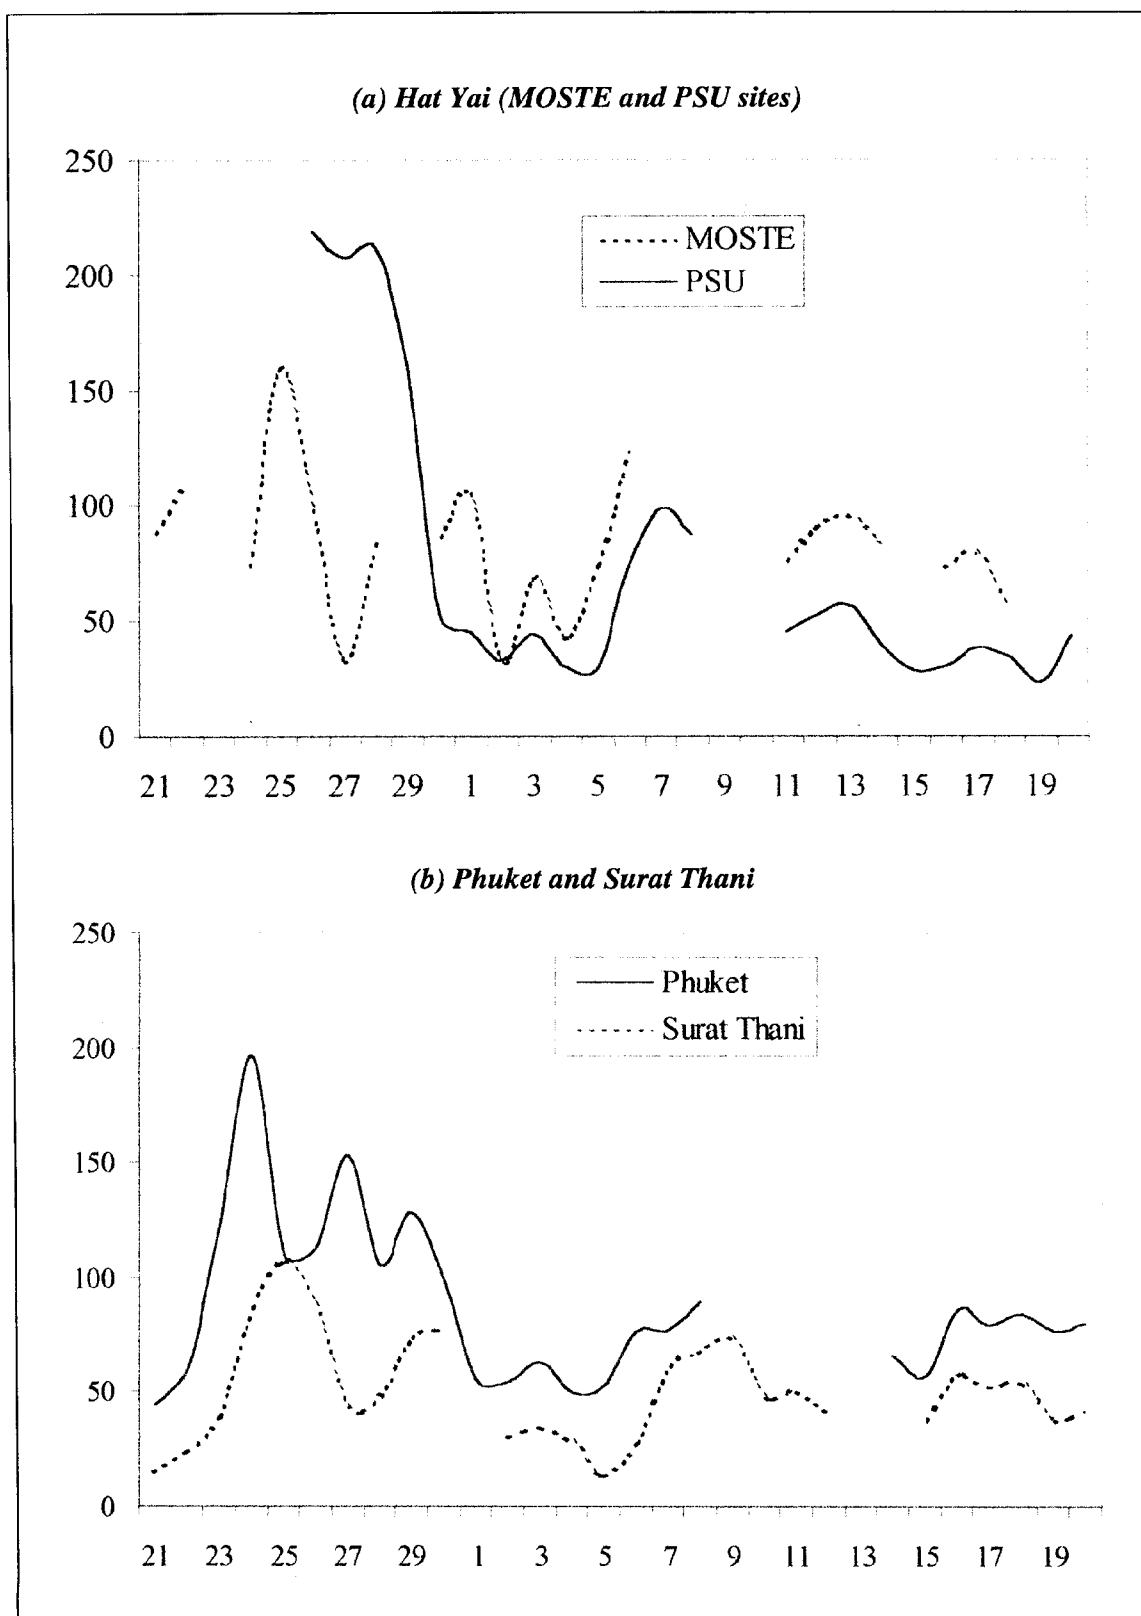 (a) Hat Yai (MOSTE and PSU sites)
250
200
150
100
50
0
MOSTE
PSU
21 23 25 27 29 1 3 5 7 9 11 13 15 17 19
(b) Phuket and Surat Thani
250
200
150
100
50
0
Phuket
Surat Thani
21 23 25 27 29 1 3 5 7 9 11 13 15 17 19